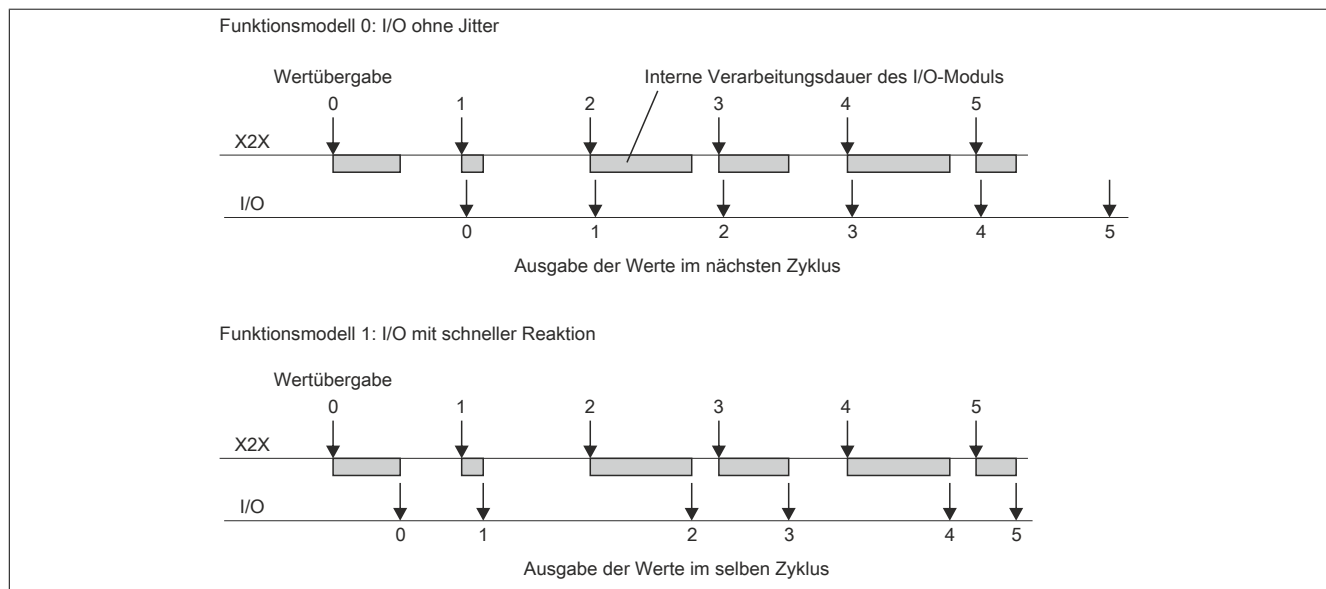 Funktionsmodell 0: I/O ohne Jitter
Wertübergabe
Interne Verarbeitungsdauer des I/O-Moduls
0 1 2 3 4 5
X2X
I/O
0 1 2 3 4 5
Ausgabe der Werte im nächsten Zyklus
Funktionsmodell 1: I/O mit schneller Reaktion
Wertübergabe
0 1 2 3 4 5
X2X
I/O
0 1 2 3 4 5
Ausgabe der Werte im selben Zyklus